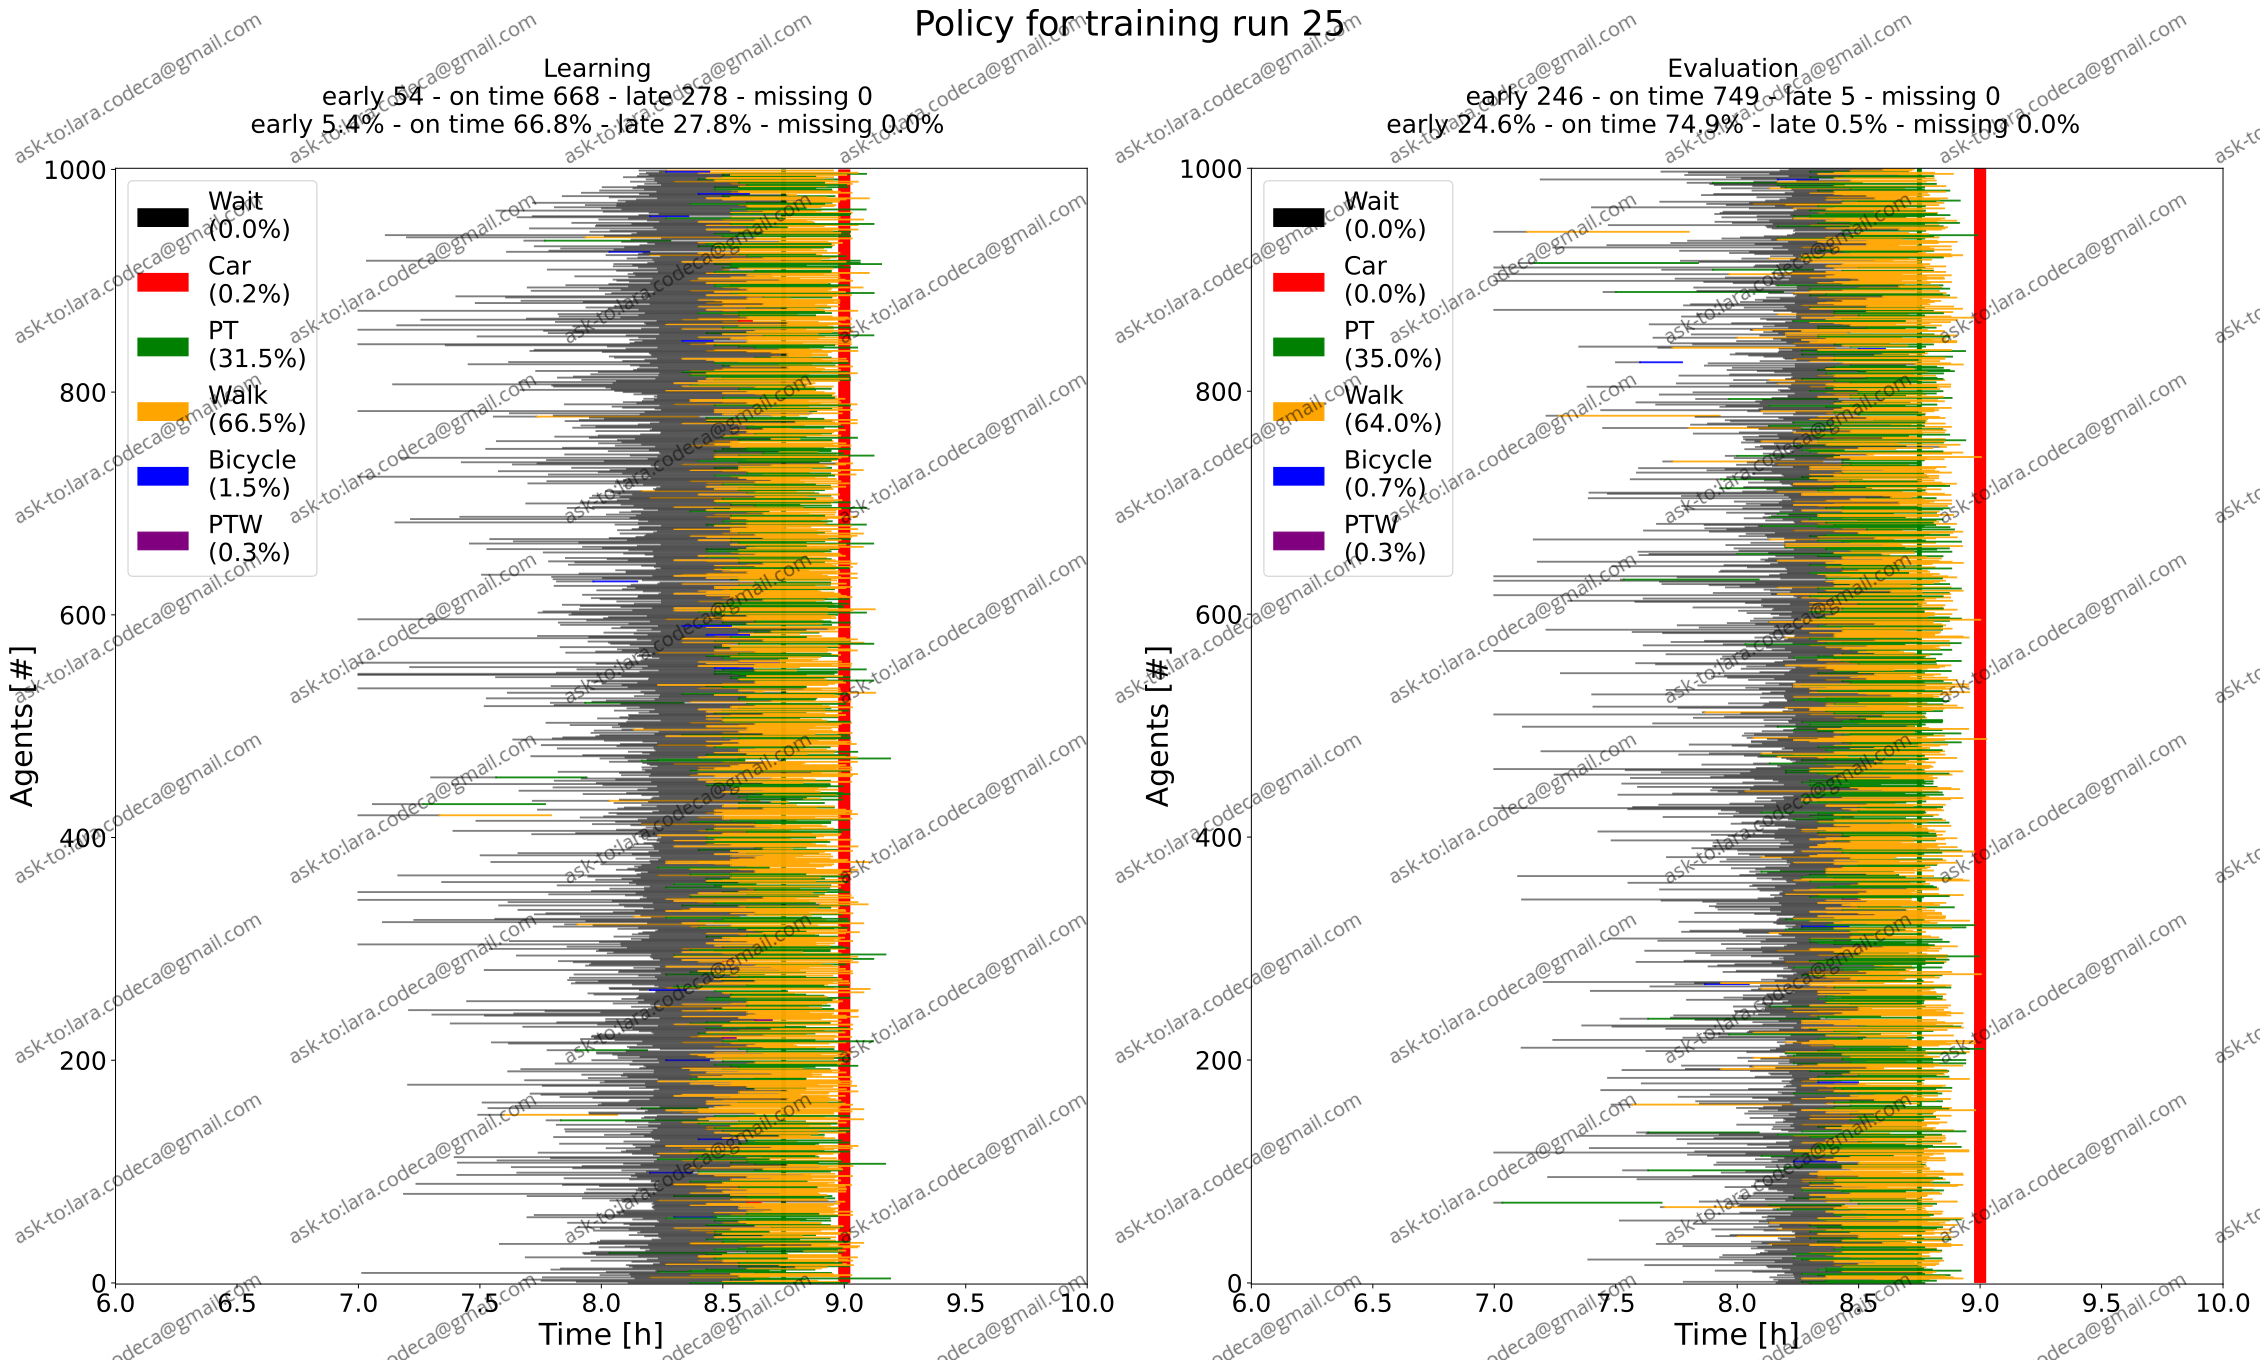 Policy for training run 25
Learning
early 54 - on time 668 - late 278 - missing 0
early 5.4% - on time 66.8% - late 27.8% - missing 0.0%
1000
800
600
400
200
0
Agents [#]
Wait
(0.0%)
Car
(0.2%)
PT
(31.5%)
Walk
(66.5%)
Bicycle
(1.5%)
PTW
(0.3%)
6.0 6.5 7.0 7.5 8.0 8.5 9.0 9.5 10.0
Time [h]
Evaluation
early 246 - on time 749 - late 5 - missing 0
early 24.6% - on time 74.9% - late 0.5% - missing 0.0%
1000
800
600
400
200
0
Agents [#]
Wait
(0.0%)
Car
(0.0%)
PT
(35.0%)
Walk
(64.0%)
Bicycle
(0.7%)
PTW
(0.3%)
6.0 6.5 7.0 7.5 8.0 8.5 9.0 9.5 10.0
Time [h]
ask-to:lara.codeca@gmail.com